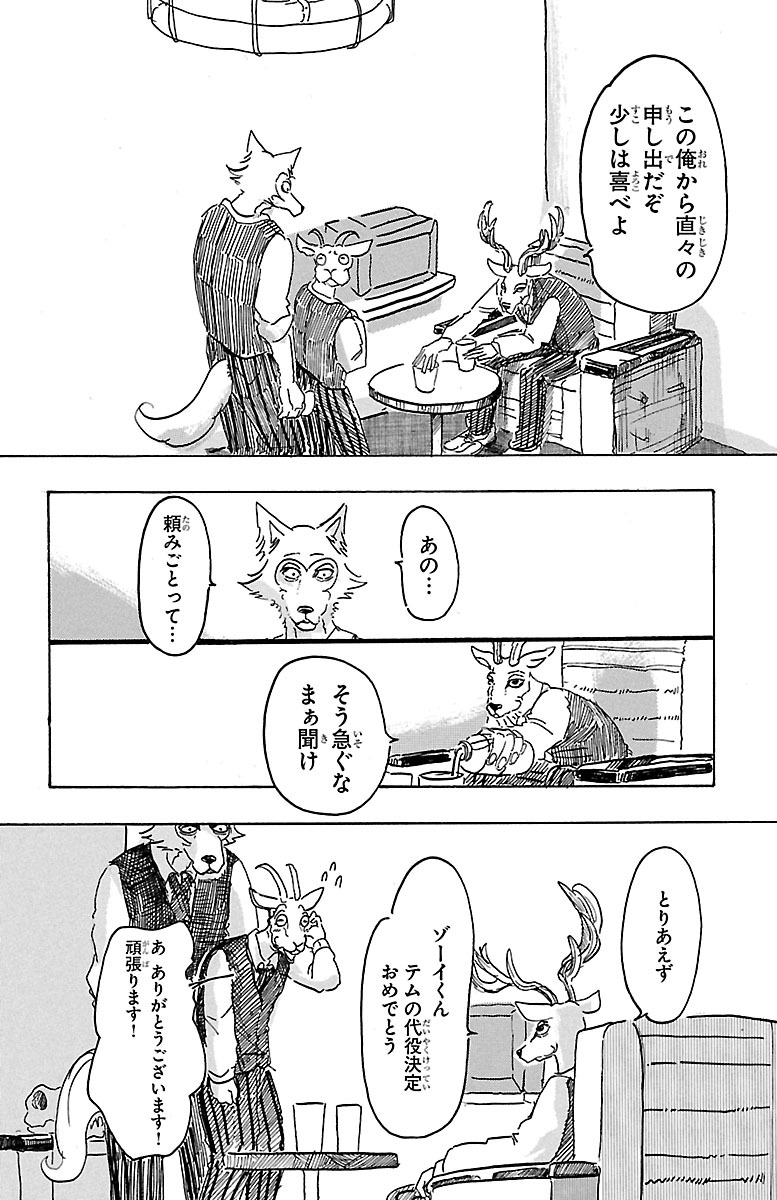 この俺から直々の
申し出だぞ
少しは喜べよ
あの…
頼みごとって…
そう急ぐな
まぁ聞け
とりあえず
ゾーイくん
テムの代役決定
おめでとう
あ ありがとうございます!
頑張ります!